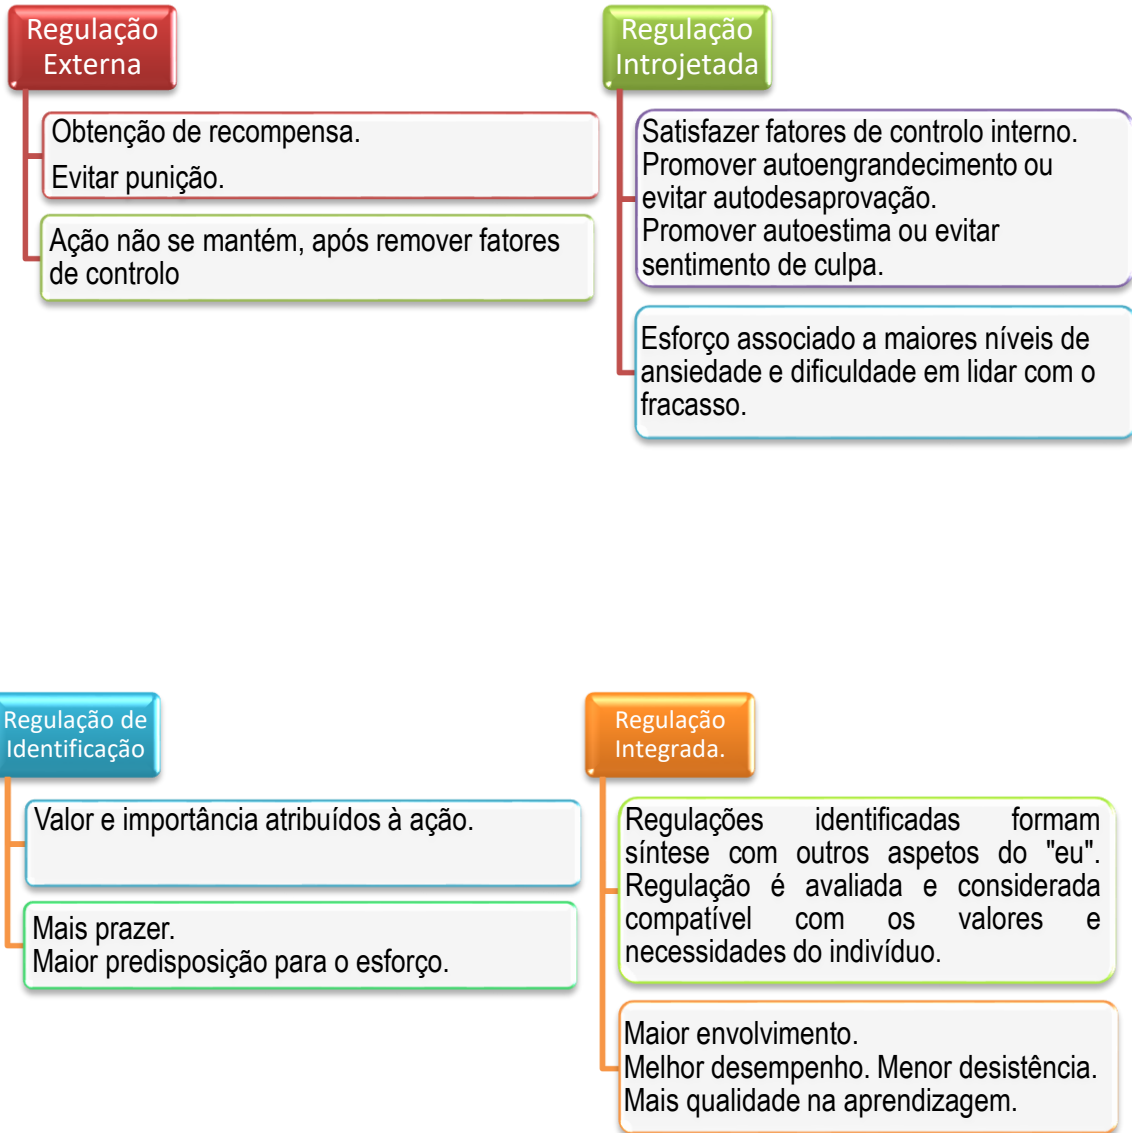 Regulação
Externa
Obtenção de recompensa.
Evitar punição.
Ação não se mantém, após remover fatores
de controlo
Regulação
Introjetada
Satisfazer fatores de controlo interno.
Promover autoengrandecimento ou
evitar autodesaprovação.
Promover autoestima ou evitar
sentimento de culpa.
Esforço associado a maiores níveis de
ansiedade e dificuldade em lidar com o
fracasso.
Regulação de
Identificação
Valor e importância atribuídos à ação.
Mais prazer.
Maior predisposição para o esforço.
Regulação
Integrada.
Regulações identificadas formam
síntese com outros aspetos do "eu".
Regulação é avaliada e considerada
compatível com os valores e
necessidades do indivíduo.
Maior envolvimento.
Melhor desempenho. Menor desistência.
Mais qualidade na aprendizagem.